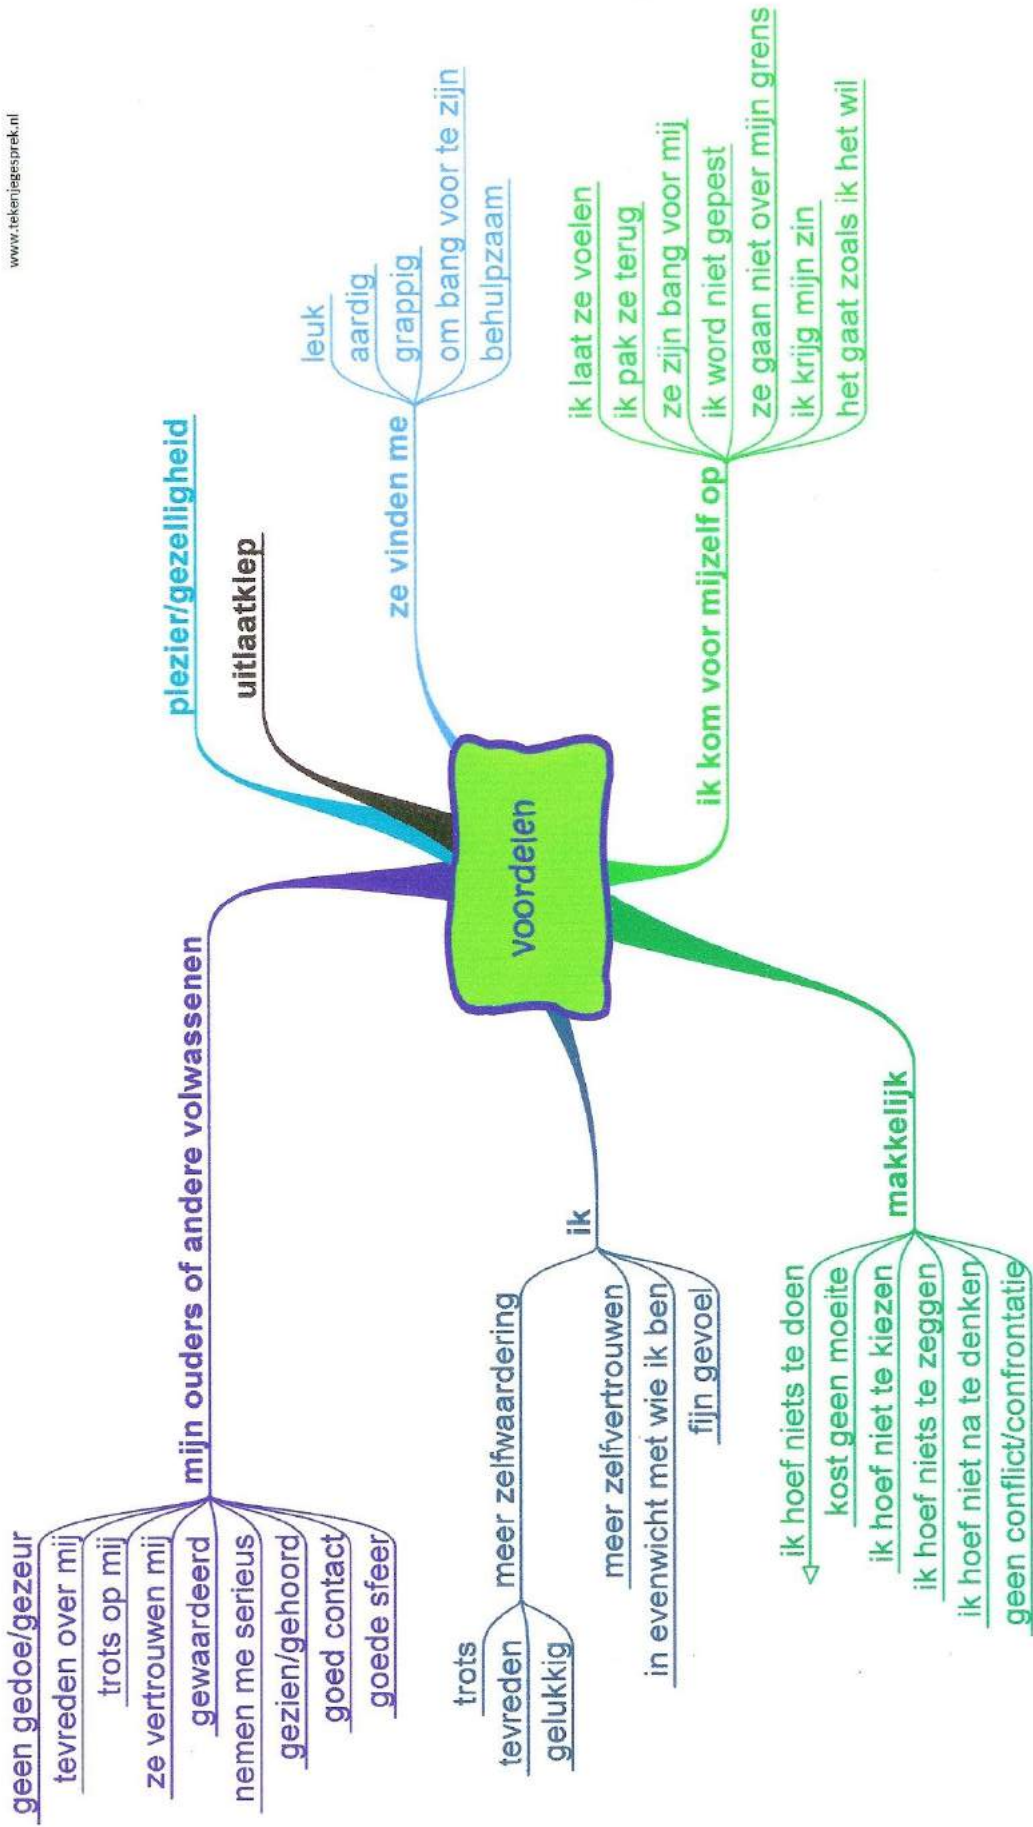 www.tekenjegesprek.nl
voordelen
plezier/gezelligheid
uitlaatklep
ze vinden me
leuk
aardig
grappig
om bang voor te zijn
behulpzaam
ik kom voor mijzelf op
ik laat ze voelen
ik pak ze terug
ze zijn bang voor mij
ik word niet gepest
ze gaan niet over mijn grens
ik krijg mijn zin
het gaat zoals ik het wil
makkelijk
ik hoef niets te doen
kost geen moeite
ik hoef niet te kiezen
ik hoef niets te zeggen
ik hoef niet na te denken
geen conflict/confrontatie
ik
meer zelfwaardering
trots
tevreden
gelukkig
meer zelfvertrouwen
in evenwicht met wie ik ben
fijn gevoel
mijn ouders of andere volwassenen
geen gedoe/gezeur
tevreden over mij
trots op mij
ze vertrouwen mij
gewaardeerd
nemen me serieus
gezien/gehoord
goed contact
goede sfeer